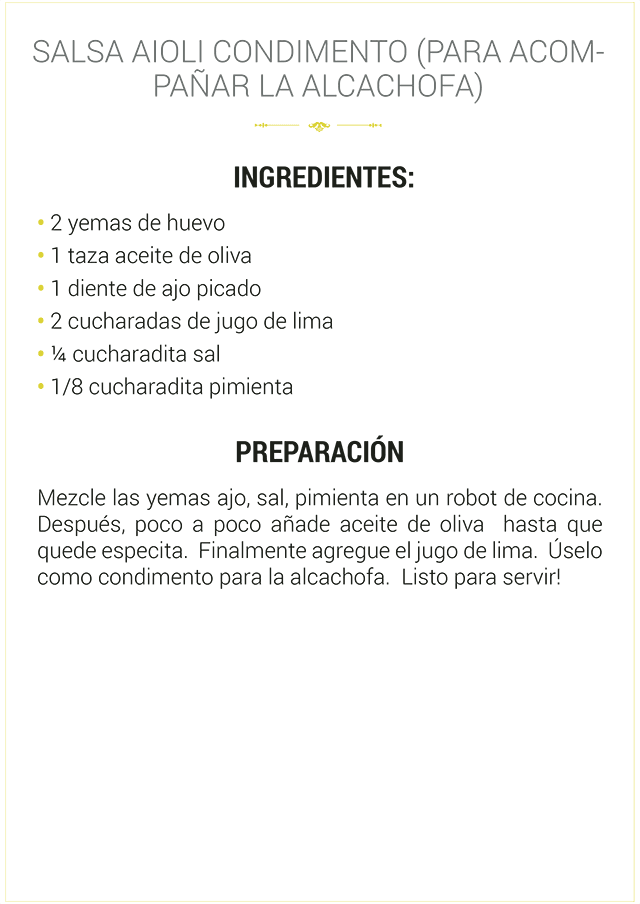 SALSA AIOLI CONDIMENTO (PARA ACOM-
PAÑAR LA ALCACHOFA)
INGREDIENTES:
• 2 yemas de huevo
• 1 taza aceite de oliva
• 1 diente de ajo picado
• 2 cucharadas de jugo de lima
• ¼ cucharadita sal
• 1/8 cucharadita pimienta
PREPARACIÓN
Mezcle las yemas ajo, sal, pimienta en un robot de cocina.
Después, poco a poco añade aceite de oliva  hasta que
quede especita.  Finalmente agregue el jugo de lima.  Úselo
como condimento para la alcachofa.  Listo para servir!